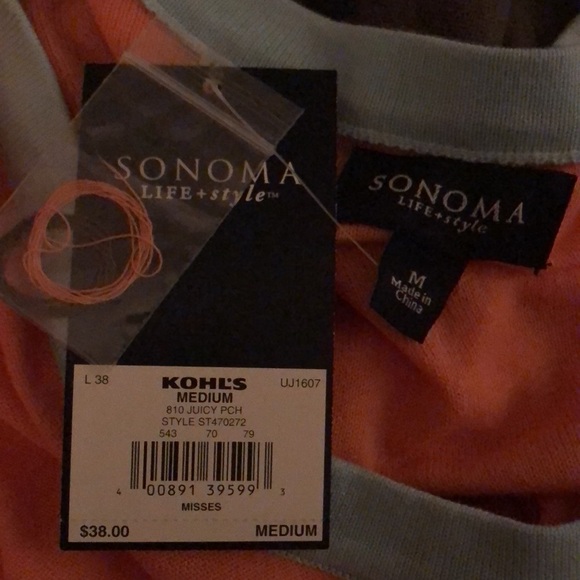 SONOMA
LIFE+style™
SONOMA
LIFE+style
M
Made in
China
L 38
KOHL'S
UJ1607
MEDIUM
810 JUICY PCH
STYLE ST470272
543 70 79
4 00891 39599 3
MISSES
$38.00
MEDIUM